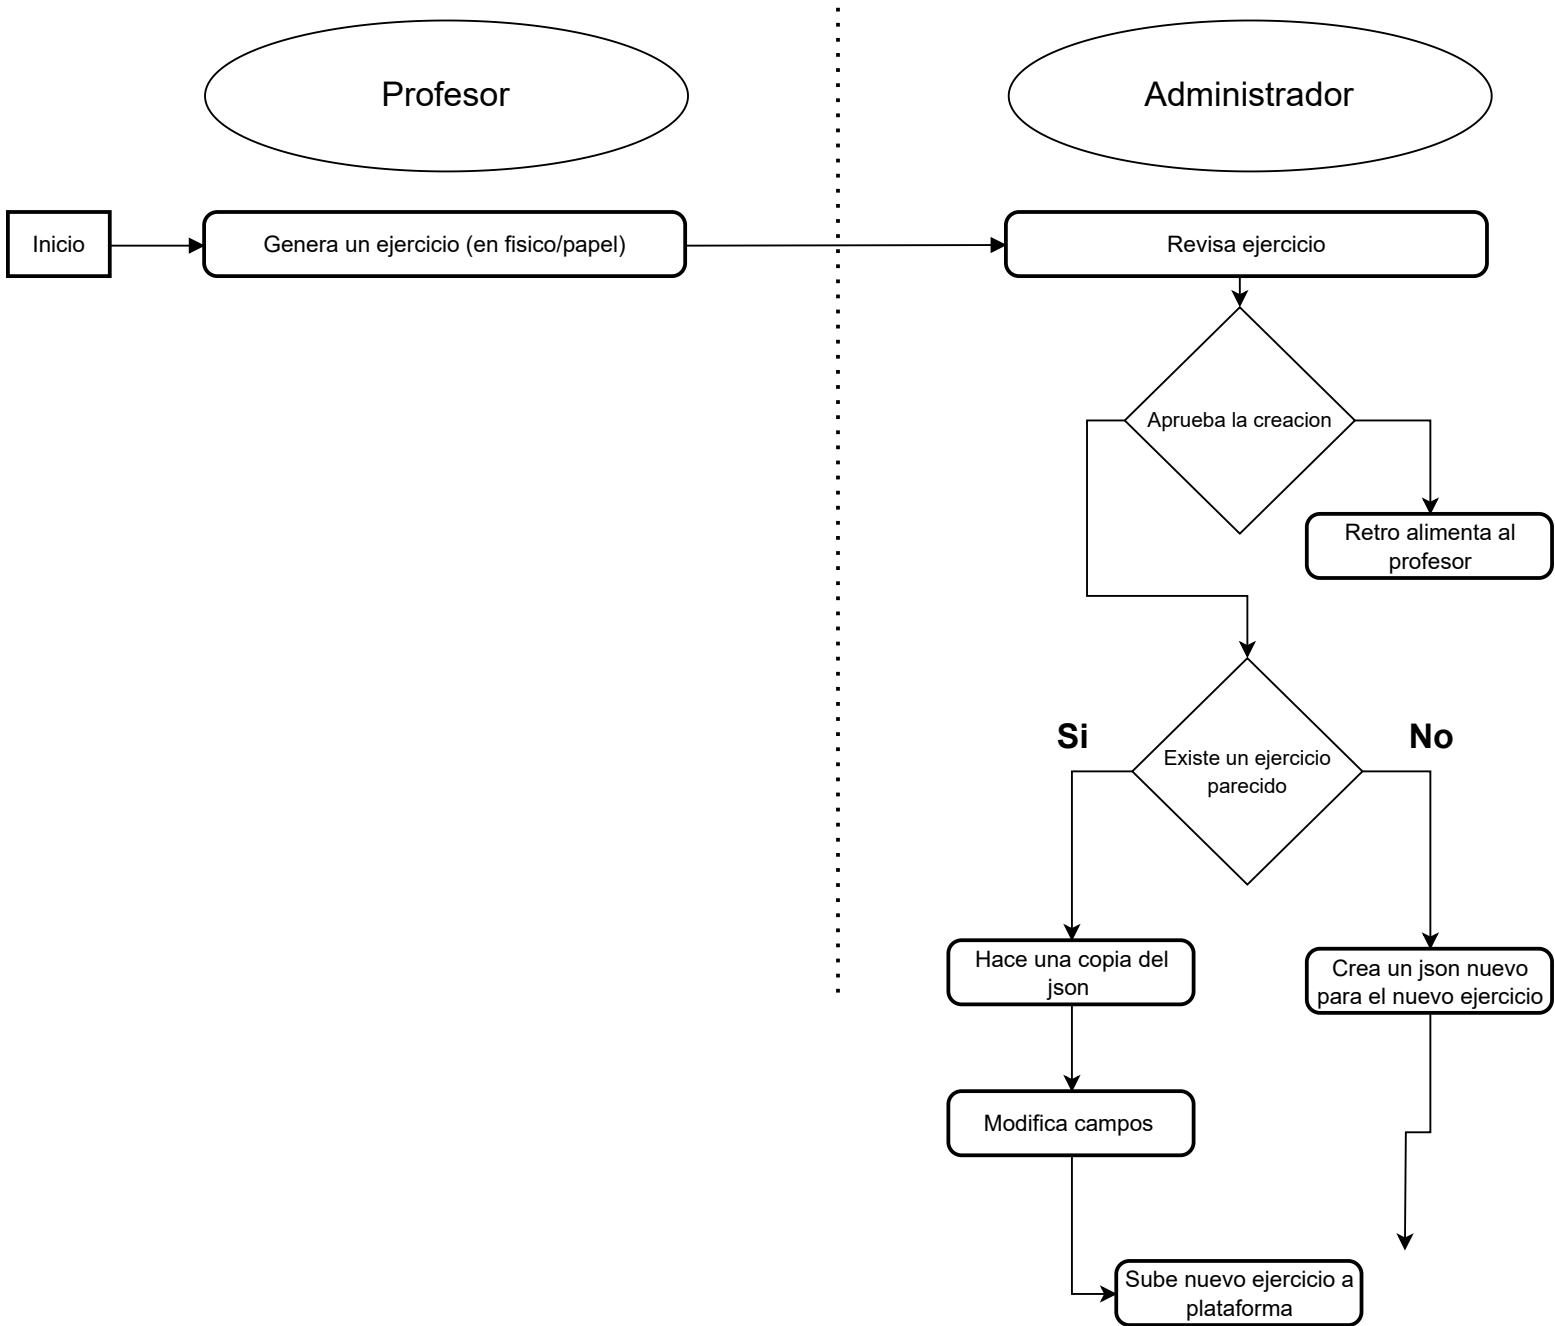 Profesor
Administrador
Inicio
Genera un ejercicio (en fisico/papel)
Revisa ejercicio
Aprueba la creacion
Retro alimenta al
profesor
Si
No
Existe un ejercicio
parecido
Hace una copia del
json
Crea un json nuevo
para el nuevo ejercicio
Modifica campos
Sube nuevo ejercicio a
plataforma